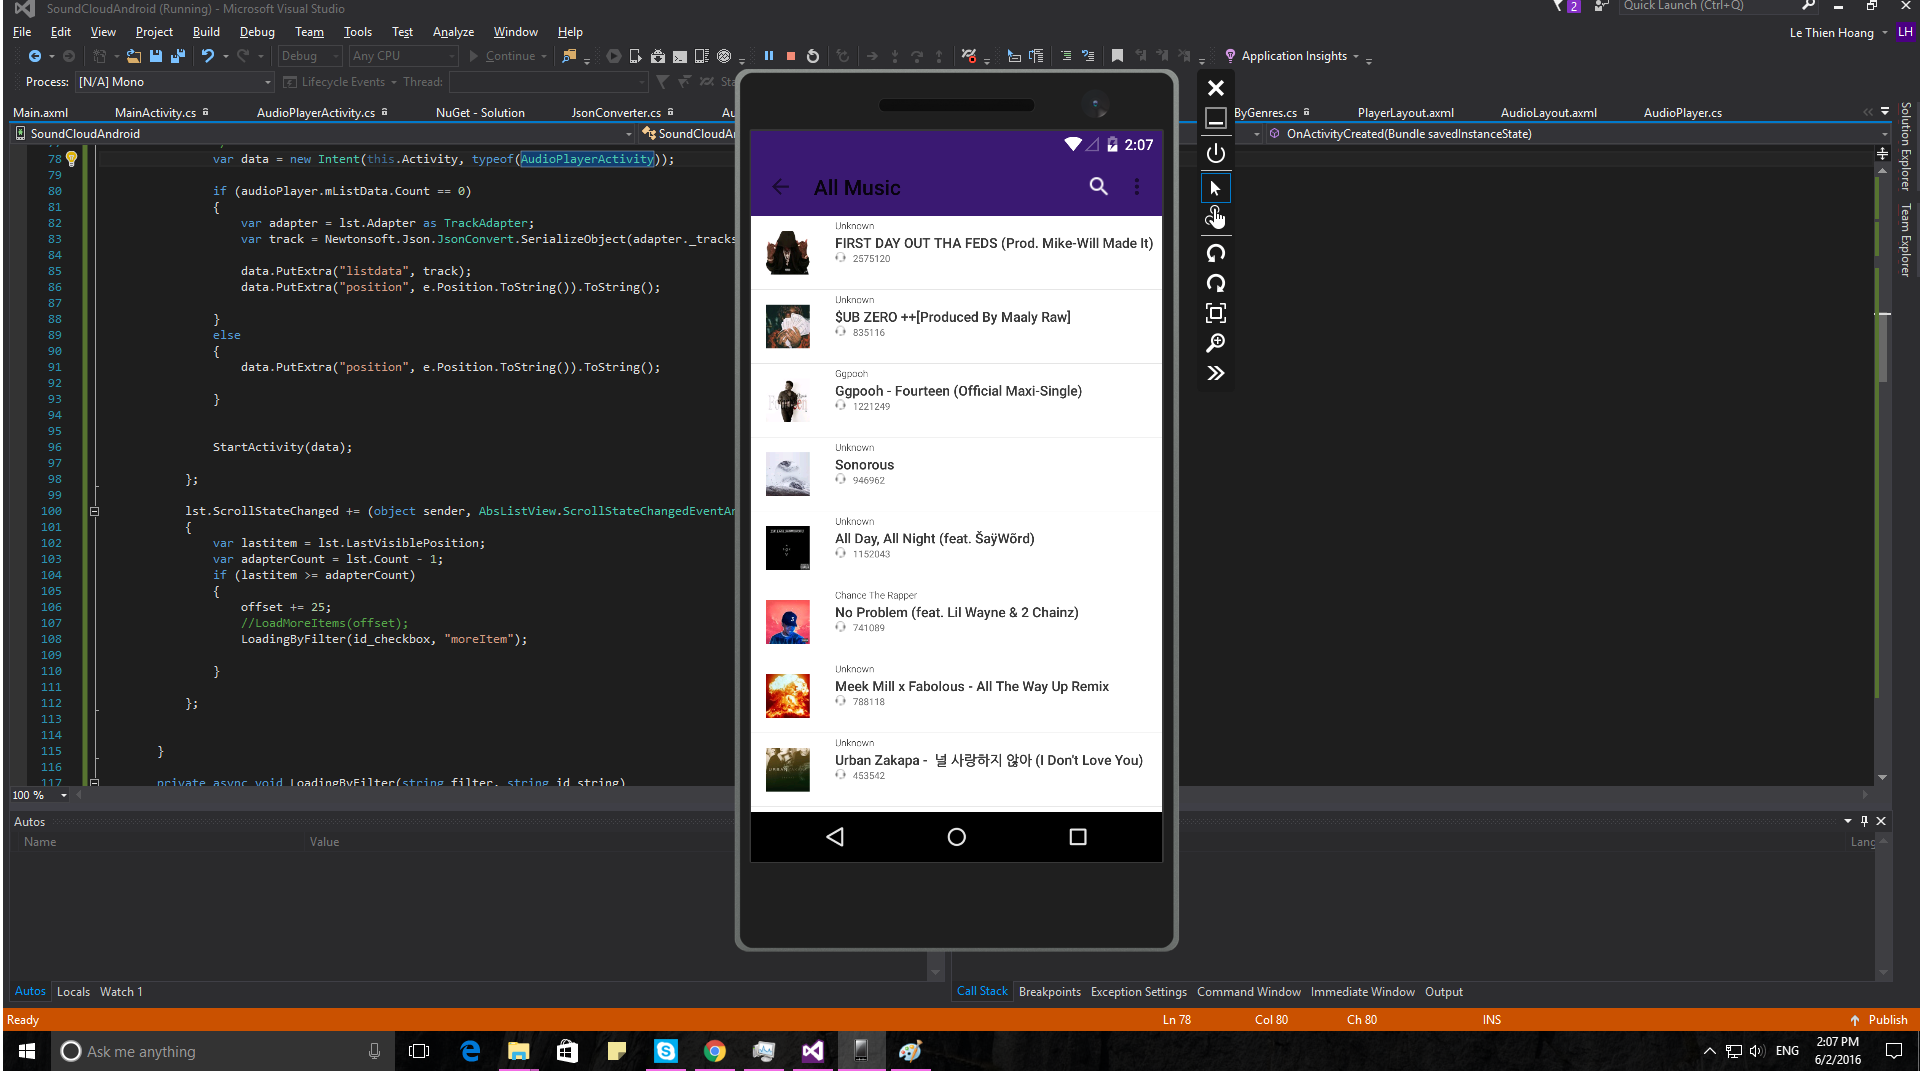 SoundCloudAndroid (Running) - Microsoft Visual Studio
2
Quick Launch (Ctrl+Q)
File Edit View Project Build Debug Team Tools Test Analyze Window Help
Le Thien Hoang LH
Debug Any CPU Continue Application Insights
Process: [N/A] Mono Lifecycle Events Thread:
Main.axml MainActivity.cs AudioPlayerActivity.cs NuGet - Solution JsonConverter.cs ByGenres.cs PlayerLayout.axml AudioLayout.axml AudioPlayer.cs
SoundCloudAndroid
OnActivityCreated(Bundle savedInstanceState)
Solution Explorer
Team Explorer
78 var data = new Intent(this.Activity, typeof(AudioPlayerActivity));
79
80 if (audioPlayer.mListData.Count == 0)
81 {
82 var adapter = lst.Adapter as TrackAdapter;
83 var track = Newtonsoft.Json.JsonConvert.SerializeObject(adapter._tracks
84
85 data.PutExtra("listdata", track);
86 data.PutExtra("position", e.Position.ToString()).ToString();
87
88 }
89 else
90 {
91 data.PutExtra("position", e.Position.ToString()).ToString();
92
93 }
94
95
96 StartActivity(data);
97
98 };
99
100 lst.ScrollStateChanged += (object sender, AbsListView.ScrollStateChangedEventAr
101 {
102 var lastitem = lst.LastVisiblePosition;
103 var adapterCount = lst.Count - 1;
104 if (lastitem >= adapterCount)
105 {
106 offset += 25;
107 //LoadMoreItems(offset);
108 LoadingByFilter(id_checkbox, "moreItem");
109
110 }
111
112 };
113
114
115 }
116
117 private async void LoadingByFilter(string filter, string id_string)
100 %
2:07
All Music
Unknown
FIRST DAY OUT THA FEDS (Prod. Mike-Will Made It)
2575120
Unknown
$UB ZERO ++[Produced By Maaly Raw]
835116
Ggpooh
Ggpooh - Fourteen (Official Maxi-Single)
1221249
Unknown
Sonorous
946962
Unknown
All Day, All Night (feat. ŠaÿWõrd)
1152043
Chance The Rapper
No Problem (feat. Lil Wayne & 2 Chainz)
741089
Unknown
Meek Mill x Fabolous - All The Way Up Remix
788118
Unknown
Urban Zakapa - 널 사랑하지 않아 (I Don't Love You)
453542
Autos
Name Value
Lang
Autos Locals Watch 1
Call Stack Breakpoints Exception Settings Command Window Immediate Window Output
Ready Ln 78 Col 80 Ch 80 INS Publish
Ask me anything
ENG
2:07 PM
6/2/2016